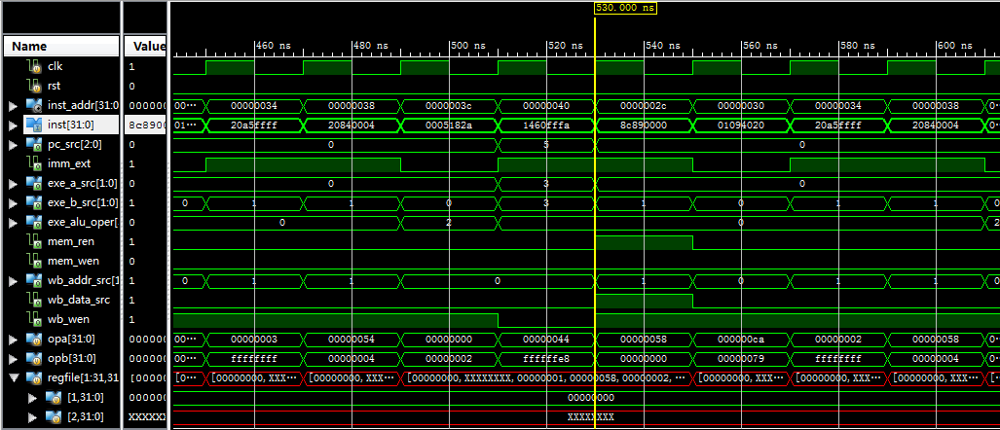 530.000 ns
Name Value 460 ns 480 ns 500 ns 520 ns 540 ns 560 ns 580 ns 600 ns
clk 1
rst 0
inst_addr[31:0 000000 00··· 00000034 00000038 0000003c 00000040 0000002c 00000030 00000034 00000038 0···
inst[31:0] 8c8900 01··· 20a5ffff 20840004 0005182a 1460fffa 8c890000 01094020 20a5ffff 20840004 0···
pc_src[2:0] 0 0 5 0
imm_ext 1
exe_a_src[1:0] 0 0 3 0
exe_b_src[1:0] 1 0 1 1 0 3 1 0 1 1 0
exe_alu_oper[ 0 0 2 0 2
mem_ren 1
mem_wen 0
wb_addr_src[1 1 0 1 1 0 1 0 1 1 0
wb_data_src 1
wb_wen 1
opa[31:0] 000000 00··· 00000003 00000054 00000000 00000044 00000058 000000ca 00000002 00000058 0···
opb[31:0] 000000 00··· ffffffff 00000004 00000002 ffffffe8 00000000 00000079 ffffffff 00000004 0···
regfile[1:31,31 [00000 [0··· [00000000, XXX··· [00000000, XXX··· [00000000, XXXXXXXX, 00000001, 00000058, 00000002, ··· [00000000, XXX··· [00000000, XXX··· [00000000, XXX··· [···
[1,31:0] 000000 00000000
[2,31:0] XXXXXX XXXXXXXX